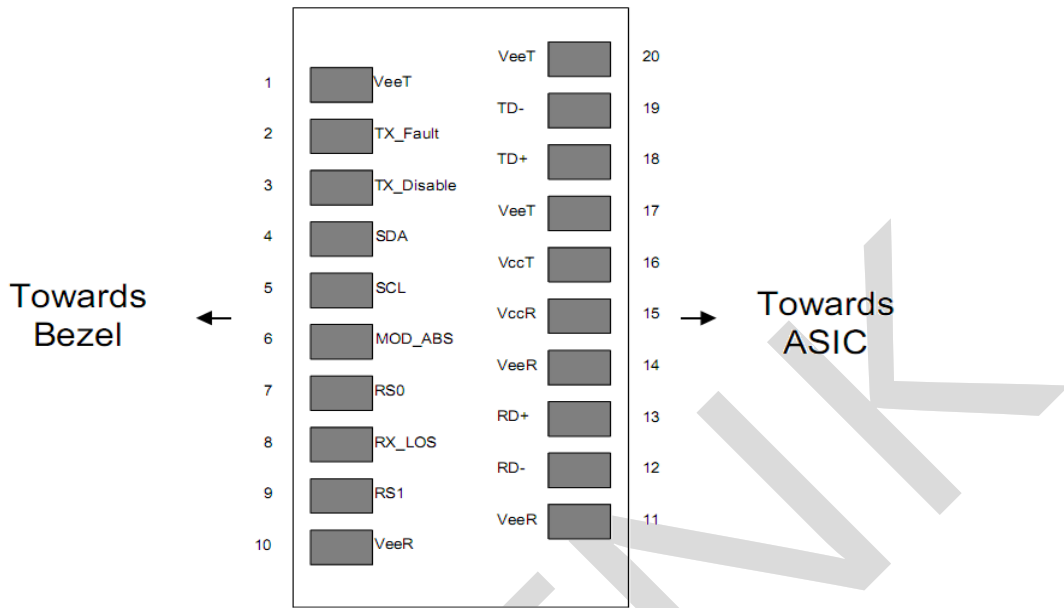 1 VeeT
2 TX_Fault
3 TX_Disable
4 SDA
5 SCL
6 MOD_ABS
7 RS0
8 RX_LOS
9 RS1
10 VeeR
VeeT 20
TD- 19
TD+ 18
VeeT 17
VccT 16
VccR 15
VeeR 14
RD+ 13
RD- 12
VeeR 11
Towards
Bezel
Towards
ASIC